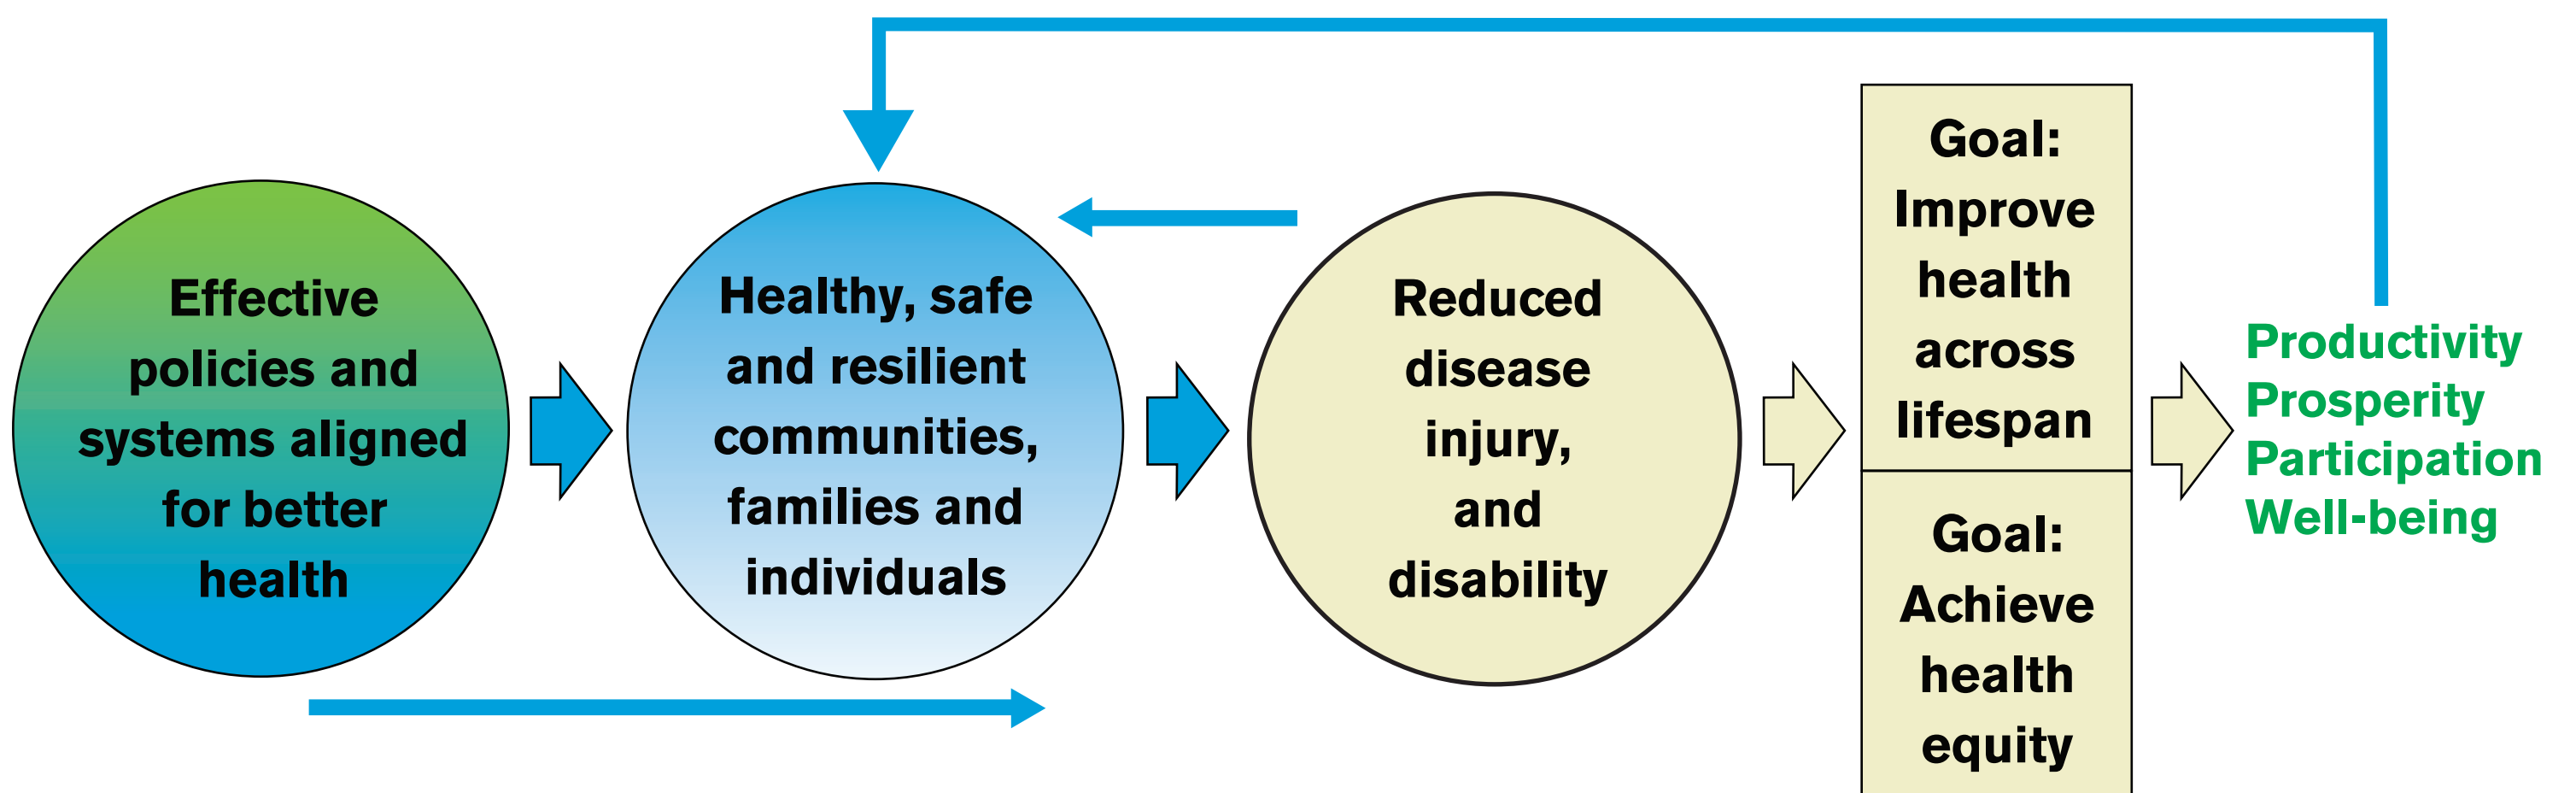 Effective
policies and
systems aligned
for better
health
Healthy, safe
and resilient
communities,
families and
individuals
Reduced
disease
injury,
and
disability
Goal:
Improve
health
across
lifespan
Goal:
Achieve
health
equity
Productivity
Prosperity
Participation
Well-being